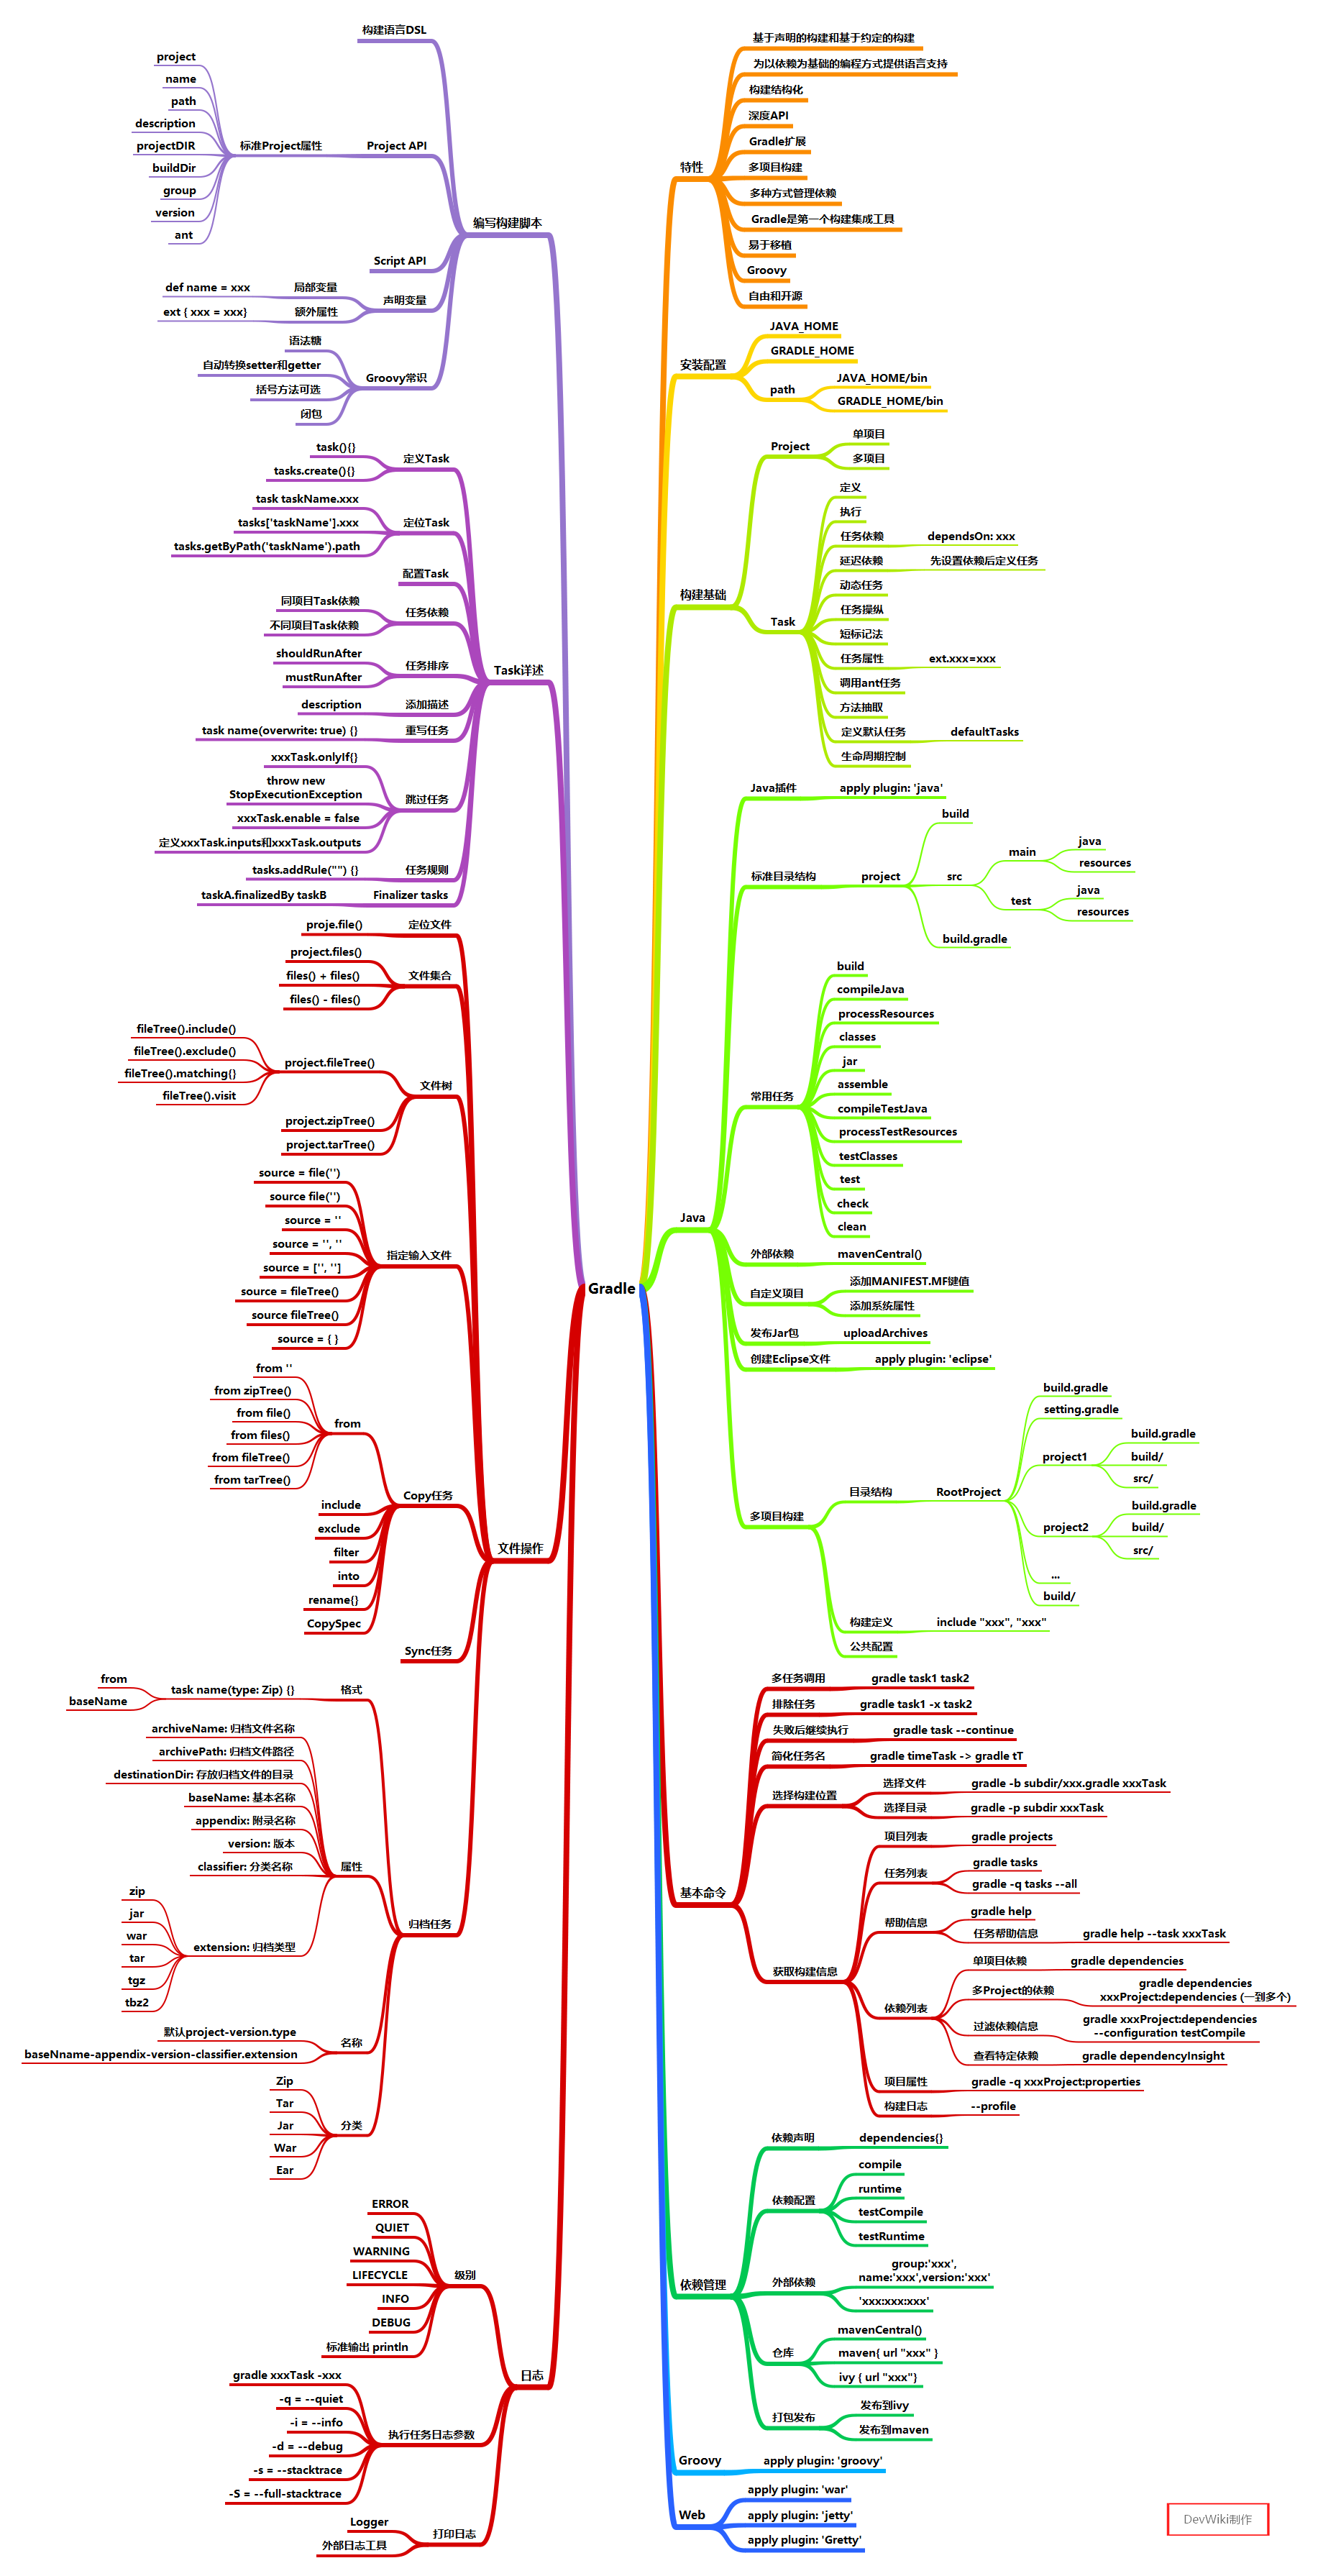 Gradle
特性
基于声明的构建和基于约定的构建
为以依赖为基础的编程方式提供语言支持
构建结构化
深度API
Gradle扩展
多项目构建
多种方式管理依赖
Gradle是第一个构建集成工具
易于移植
Groovy
自由和开源
安装配置
JAVA_HOME
GRADLE_HOME
path
JAVA_HOME/bin
GRADLE_HOME/bin
构建基础
Project
单项目
多项目
Task
定义
执行
任务依赖
dependsOn: xxx
延迟依赖
先设置依赖后定义任务
动态任务
任务操纵
短标记法
任务属性
ext.xxx=xxx
调用ant任务
方法抽取
定义默认任务
defaultTasks
生命周期控制
Java
Java插件
apply plugin: 'java'
标准目录结构
project
build
src
main
java
resources
test
java
resources
build.gradle
常用任务
build
compileJava
processResources
classes
jar
assemble
compileTestJava
processTestResources
testClasses
test
check
clean
外部依赖
mavenCentral()
自定义项目
添加MANIFEST.MF键值
添加系统属性
发布Jar包
uploadArchives
创建Eclipse文件
apply plugin: 'eclipse'
多项目构建
目录结构
RootProject
build.gradle
setting.gradle
project1
build.gradle
build/
src/
project2
build.gradle
build/
src/
...
build/
构建定义
include "xxx", "xxx"
公共配置
基本命令
多任务调用
gradle task1 task2
排除任务
gradle task1 -x task2
失败后继续执行
gradle task --continue
简化任务名
gradle timeTask -> gradle tT
选择构建位置
选择文件
gradle -b subdir/xxx.gradle xxxTask
选择目录
gradle -p subdir xxxTask
获取构建信息
项目列表
gradle projects
任务列表
gradle tasks
gradle -q tasks --all
帮助信息
gradle help
任务帮助信息
gradle help --task xxxTask
依赖列表
单项目依赖
gradle dependencies
多Project的依赖
gradle dependencies
xxxProject:dependencies (一到多个)
过滤依赖信息
gradle xxxProject:dependencies
--configuration testCompile
查看特定依赖
gradle dependencyInsight
项目属性
gradle -q xxxProject:properties
构建日志
--profile
依赖管理
依赖声明
dependencies{}
依赖配置
compile
runtime
testCompile
testRuntime
外部依赖
group:'xxx',
name:'xxx',version:'xxx'
'xxx:xxx:xxx'
仓库
mavenCentral()
maven{ url "xxx" }
ivy { url "xxx"}
打包发布
发布到ivy
发布到maven
Groovy
apply plugin: 'groovy'
Web
apply plugin: 'war'
apply plugin: 'jetty'
apply plugin: 'Gretty'
编写构建脚本
构建语言DSL
Project API
标准Project属性
project
name
path
description
projectDIR
buildDir
group
version
ant
Script API
声明变量
局部变量
def name = xxx
额外属性
ext { xxx = xxx}
Groovy常识
语法糖
自动转换setter和getter
括号方法可选
闭包
Task详述
定义Task
task(){}
tasks.create(){}
定位Task
task taskName.xxx
tasks['taskName'].xxx
tasks.getByPath('taskName').path
配置Task
任务依赖
同项目Task依赖
不同项目Task依赖
任务排序
shouldRunAfter
mustRunAfter
添加描述
description
重写任务
task name(overwrite: true) {}
跳过任务
xxxTask.onlyIf{}
throw new
StopExecutionException
xxxTask.enable = false
定义xxxTask.inputs和xxxTask.outputs
任务规则
tasks.addRule("") {}
Finalizer tasks
taskA.finalizedBy taskB
文件操作
定位文件
proje.file()
文件集合
project.files()
files() + files()
files() - files()
文件树
project.fileTree()
fileTree().include()
fileTree().exclude()
fileTree().matching{}
fileTree().visit
project.zipTree()
project.tarTree()
指定输入文件
source = file('')
source file('')
source = ''
source = '', ''
source = ['', '']
source = fileTree()
source fileTree()
source = { }
Copy任务
from
from ''
from zipTree()
from file()
from files()
from fileTree()
from tarTree()
include
exclude
filter
into
rename{}
CopySpec
Sync任务
归档任务
格式
task name(type: Zip) {}
from
baseName
属性
archiveName: 归档文件名称
archivePath: 归档文件路径
destinationDir: 存放归档文件的目录
baseName: 基本名称
appendix: 附录名称
version: 版本
classifier: 分类名称
extension: 归档类型
zip
jar
war
tar
tgz
tbz2
名称
默认project-version.type
baseNname-appendix-version-classifier.extension
分类
Zip
Tar
Jar
War
Ear
日志
级别
ERROR
QUIET
WARNING
LIFECYCLE
INFO
DEBUG
标准输出 println
执行任务日志参数
gradle xxxTask -xxx
-q = --quiet
-i = --info
-d = --debug
-s = --stacktrace
-S = --full-stacktrace
打印日志
Logger
外部日志工具
DevWiki制作